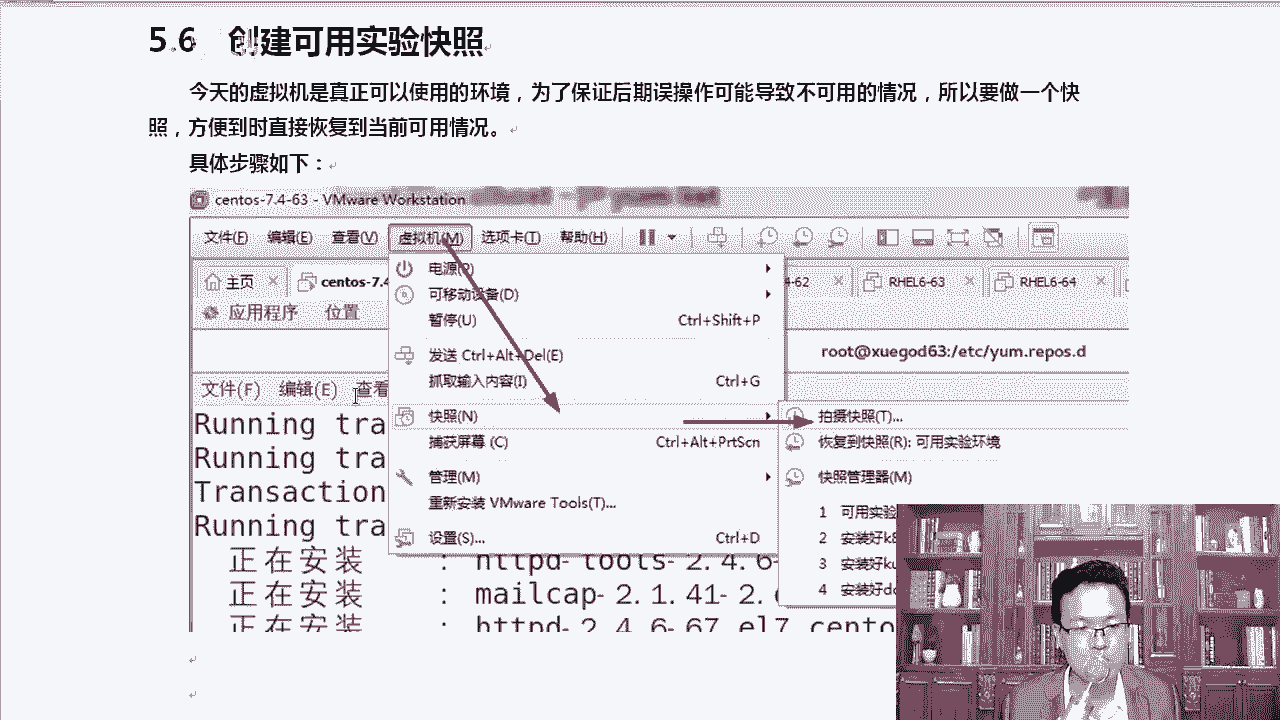 5.6 创建可用实验快照
今天的虚拟机是真正可以使用的环境，为了保证后期误操作可能导致不可用的情况，所以要做一个快
照，方便到时直接恢复到当前可用情况。
具体步骤如下：
centos-7.4-63 - VMware Workstation
文件(F) 编辑(E) 查看(V) 虚拟机(M) 选项卡(T) 帮助(H)
主页 centos-7.4 4-62 RHEL6-63 RHEL6-64
应用程序 位置
电源(P)
可移动设备(D)
暂停(U) Ctrl+Shift+P
发送 Ctrl+Alt+Del(E)
抓取输入内容(I) Ctrl+G
快照(N)
捕获屏幕 (C) Ctrl+Alt+PrtScn
管理(M)
重新安装 VMware Tools(T)...
设置(S)... Ctrl+D
拍摄快照(T)...
恢复到快照(R): 可用实验环境
快照管理器(M)
1 可用实验
2 安装好k8
3 安装好ku
4 安装好do
root@xuegod63:/etc/yum.repos.d
文件(F) 编辑(E) 查看
Running tra
Running tra
Transaction
Running tra
正在安装 : httpd-tools-2.4.6-
正在安装 : mailcap-2.1.41-2.
正在安装 : httpd-2.4.6-67.el7.cento